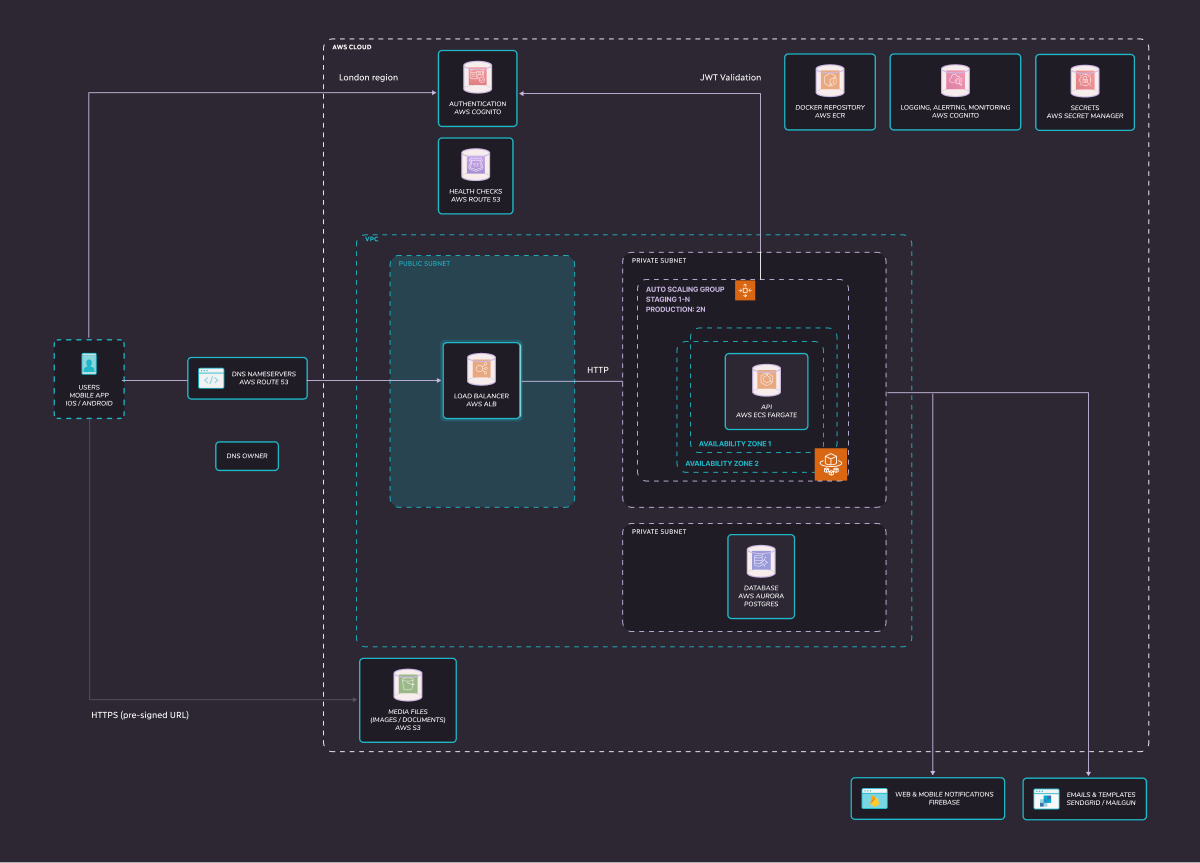 AWS CLOUD
London region
JWT Validation
AUTHENTICATION
AWS COGNITO
DOCKER REPOSITORY
AWS ECR
LOGGING, ALERTING, MONITORING
AWS COGNITO
SECRETS
AWS SECRET MANAGER
HEALTH CHECKS
AWS ROUTE 53
VPC
PUBLIC SUBNET
PRIVATE SUBNET
AUTO SCALING GROUP
STAGING 1-N
PRODUCTION: 2N
USERS
MOBILE APP
IOS / ANDROID
</>
DNS NAMESERVERS
AWS ROUTE 53
LOAD BALANCER
AWS ALB
HTTP
API
AWS ECS FARGATE
AVAILABILITY ZONE 1
AVAILABILITY ZONE 2
DNS OWNER
PRIVATE SUBNET
DATABASE
AWS AURORA
POSTGRES
HTTPS (pre-signed URL)
MEDIA FILES
(IMAGES / DOCUMENTS)
AWS S3
WEB & MOBILE NOTIFICATIONS
FIREBASE
EMAILS & TEMPLATES
SENDGRID / MAILGUN